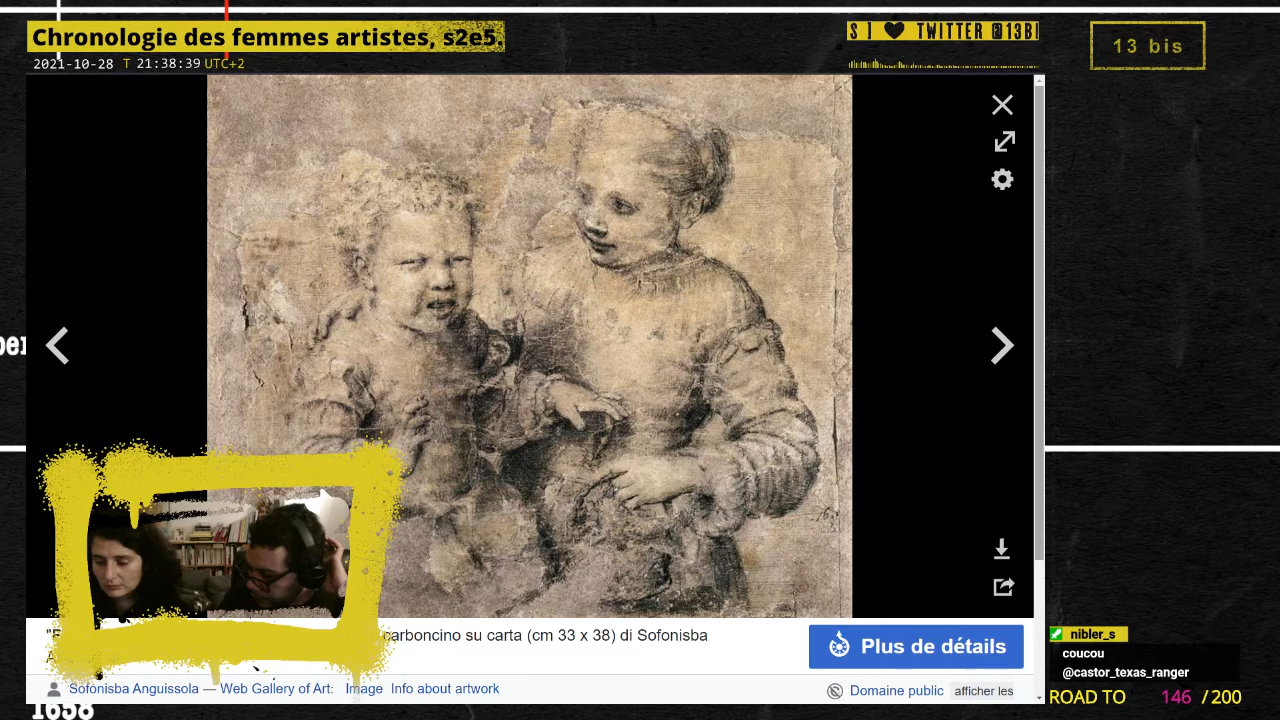 Chronologie des femmes artistes, s2e5
S ] ♥ TWITTER @13B
13 bis
2021-10-28 T 21:38:39 UTC+2
carboncino su carta (cm 33 x 38) di Sofonisba
Plus de détails
Sofonisba Anguissola — Web Gallery of Art: Image Info about artwork
Domaine public afficher les
nibler_s
coucou
@castor_texas_ranger
ROAD TO 146 / 200
1658